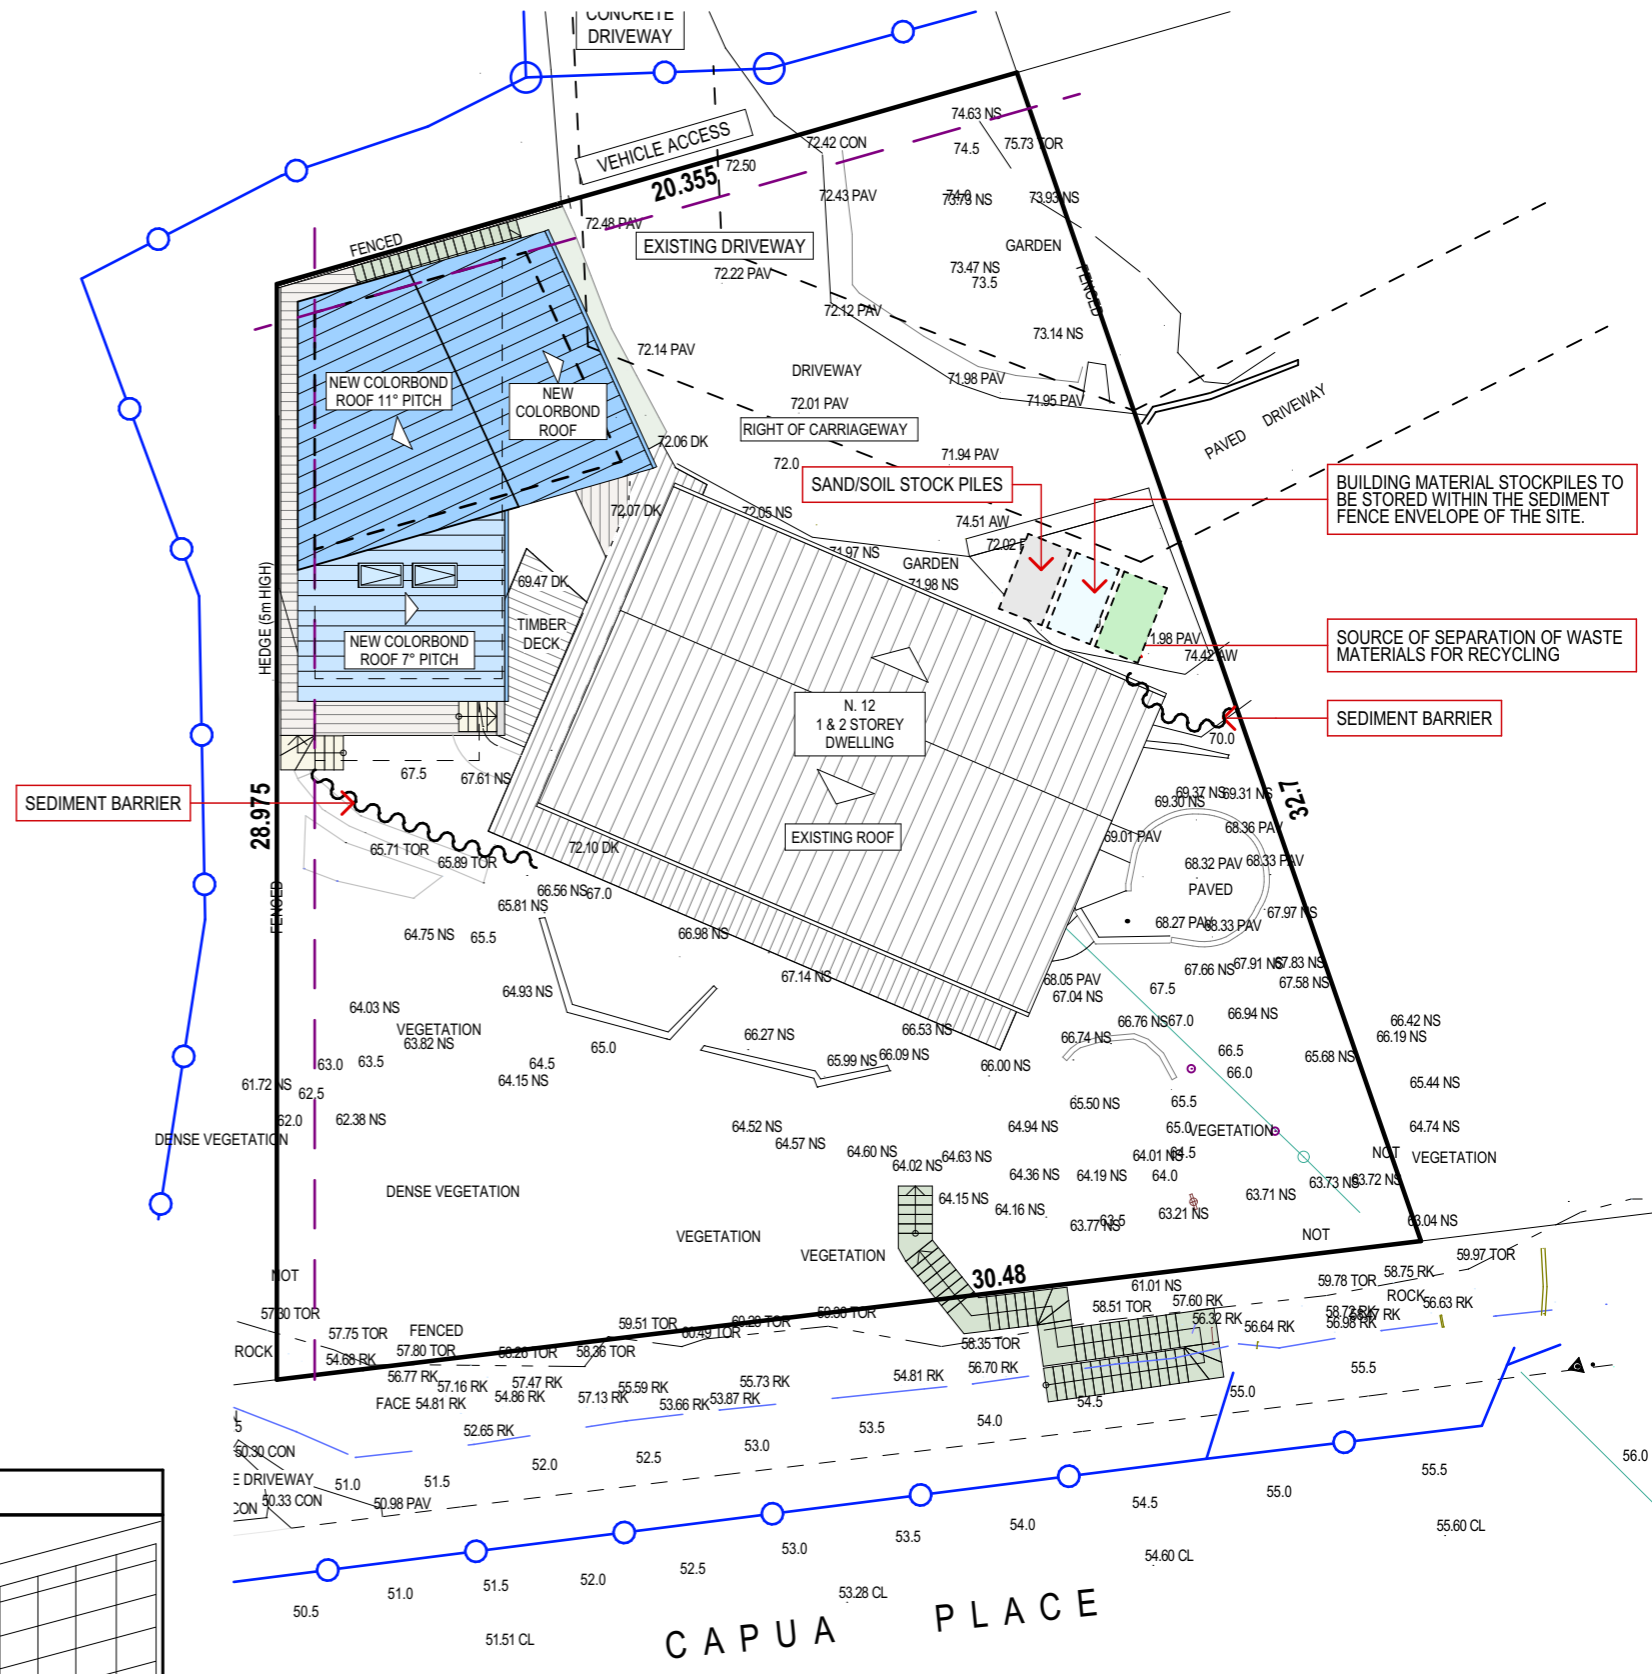 CONCRETE
DRIVEWAY
VEHICLE ACCESS
20.355
72.50
72.42 CON
74.63 NS
74.5
75.73 TOR
72.43 PAV
73.79 NS
73.93 NS
72.48 PAV
FENCED
EXISTING DRIVEWAY
GARDEN
72.22 PAV
73.47 NS
73.5
FENCED
72.12 PAV
73.14 NS
72.14 PAV
DRIVEWAY
71.98 PAV
NEW COLORBOND
ROOF 11° PITCH
NEW
COLORBOND
ROOF
72.01 PAV
71.95 PAV
PAVED DRIVEWAY
RIGHT OF CARRIAGEWAY
72.06 DK
72.0
71.94 PAV
SAND/SOIL STOCK PILES
BUILDING MATERIAL STOCKPILES TO
BE STORED WITHIN THE SEDIMENT
FENCE ENVELOPE OF THE SITE.
72.07 DK
72.05 NS
74.51 AW
71.97 NS
GARDEN
71.98 NS
69.47 DK
TIMBER
DECK
HEDGE (5m HIGH)
NEW COLORBOND
ROOF 7° PITCH
1.98 PAV
74.42 AW
SOURCE OF SEPARATION OF WASTE
MATERIALS FOR RECYCLING
N. 12
1 & 2 STOREY
DWELLING
SEDIMENT BARRIER
70.0
67.5
67.61 NS
SEDIMENT BARRIER
28.975
69.37 NS
69.31 NS
69.30 NS
32.7
EXISTING ROOF
69.01 PAV
68.36 PAV
65.71 TOR
65.89 TOR
72.10 DK
68.32 PAV
68.33 PAV
PAVED
FENCED
66.56 NS
67.0
65.81 NS
68.27 PAV
68.33 PAV
67.97 NS
64.75 NS
65.5
66.98 NS
67.66 NS
67.91 NS
67.83 NS
67.58 NS
67.14 NS
68.05 PAV
67.04 NS
67.5
64.93 NS
64.03 NS
VEGETATION
63.82 NS
66.27 NS
66.53 NS
66.76 NS
67.0
66.94 NS
66.42 NS
66.19 NS
66.74 NS
63.0
63.5
64.5
65.0
65.99 NS
66.09 NS
66.00 NS
66.5
66.0
65.68 NS
61.72 NS
62.5
64.15 NS
65.44 NS
62.0
62.38 NS
65.50 NS
65.5
64.52 NS
64.94 NS
65.0
VEGETATION
64.74 NS
DENSE VEGETATION
64.57 NS
64.60 NS
64.63 NS
64.01 NS
64.5
NOT
VEGETATION
64.02 NS
64.36 NS
64.19 NS
64.0
63.73 NS
63.72 NS
DENSE VEGETATION
64.15 NS
64.16 NS
63.77 NS
63.5
63.21 NS
63.71 NS
63.04 NS
VEGETATION
VEGETATION
NOT
NOT
30.48
61.01 NS
59.97 TOR
58.75 RK
59.78 TOR
57.30 TOR
57.75 TOR
FENCED
57.80 TOR
59.51 TOR
60.49 TOR
58.36 TOR
58.51 TOR
58.35 TOR
57.60 RK
56.32 RK
56.64 RK
ROCK
56.98 RK
56.63 RK
ROCK
54.68 RK
56.77 RK
57.16 RK
57.47 RK
54.86 RK
57.13 RK
55.59 RK
55.73 RK
53.66 RK
53.87 RK
54.81 RK
56.70 RK
55.5
55.0
54.5
FACE
54.81 RK
52.65 RK
53.5
54.0
53.0
52.5
52.0
51.5
51.0
50.30 CON
E DRIVEWAY
50.33 CON
CON
50.98 PAV
56.0
55.5
55.0
54.5
54.0
53.5
53.0
52.5
52.0
51.5
51.0
50.5
55.60 CL
54.60 CL
53.28 CL
51.51 CL
CAPUA PLACE